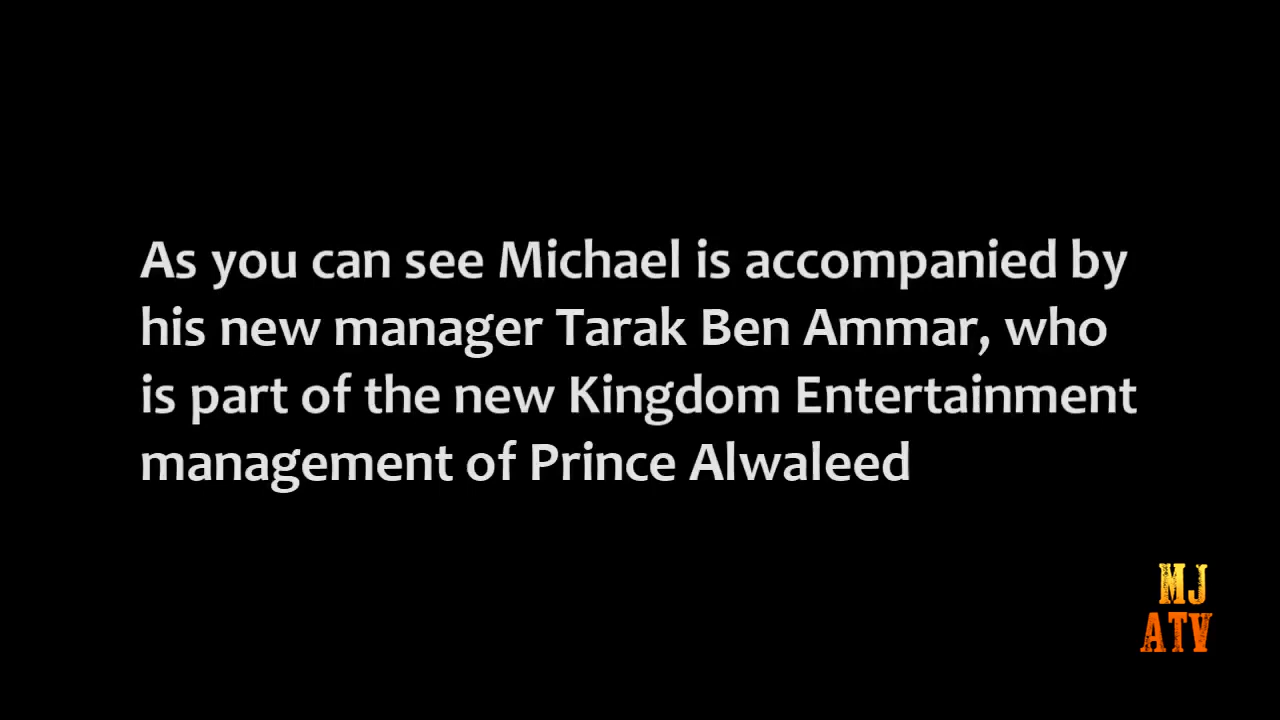 As you can see Michael is accompanied by
his new manager Tarak Ben Ammar, who
is part of the new Kingdom Entertainment
management of Prince Alwaleed
MJ
ATV